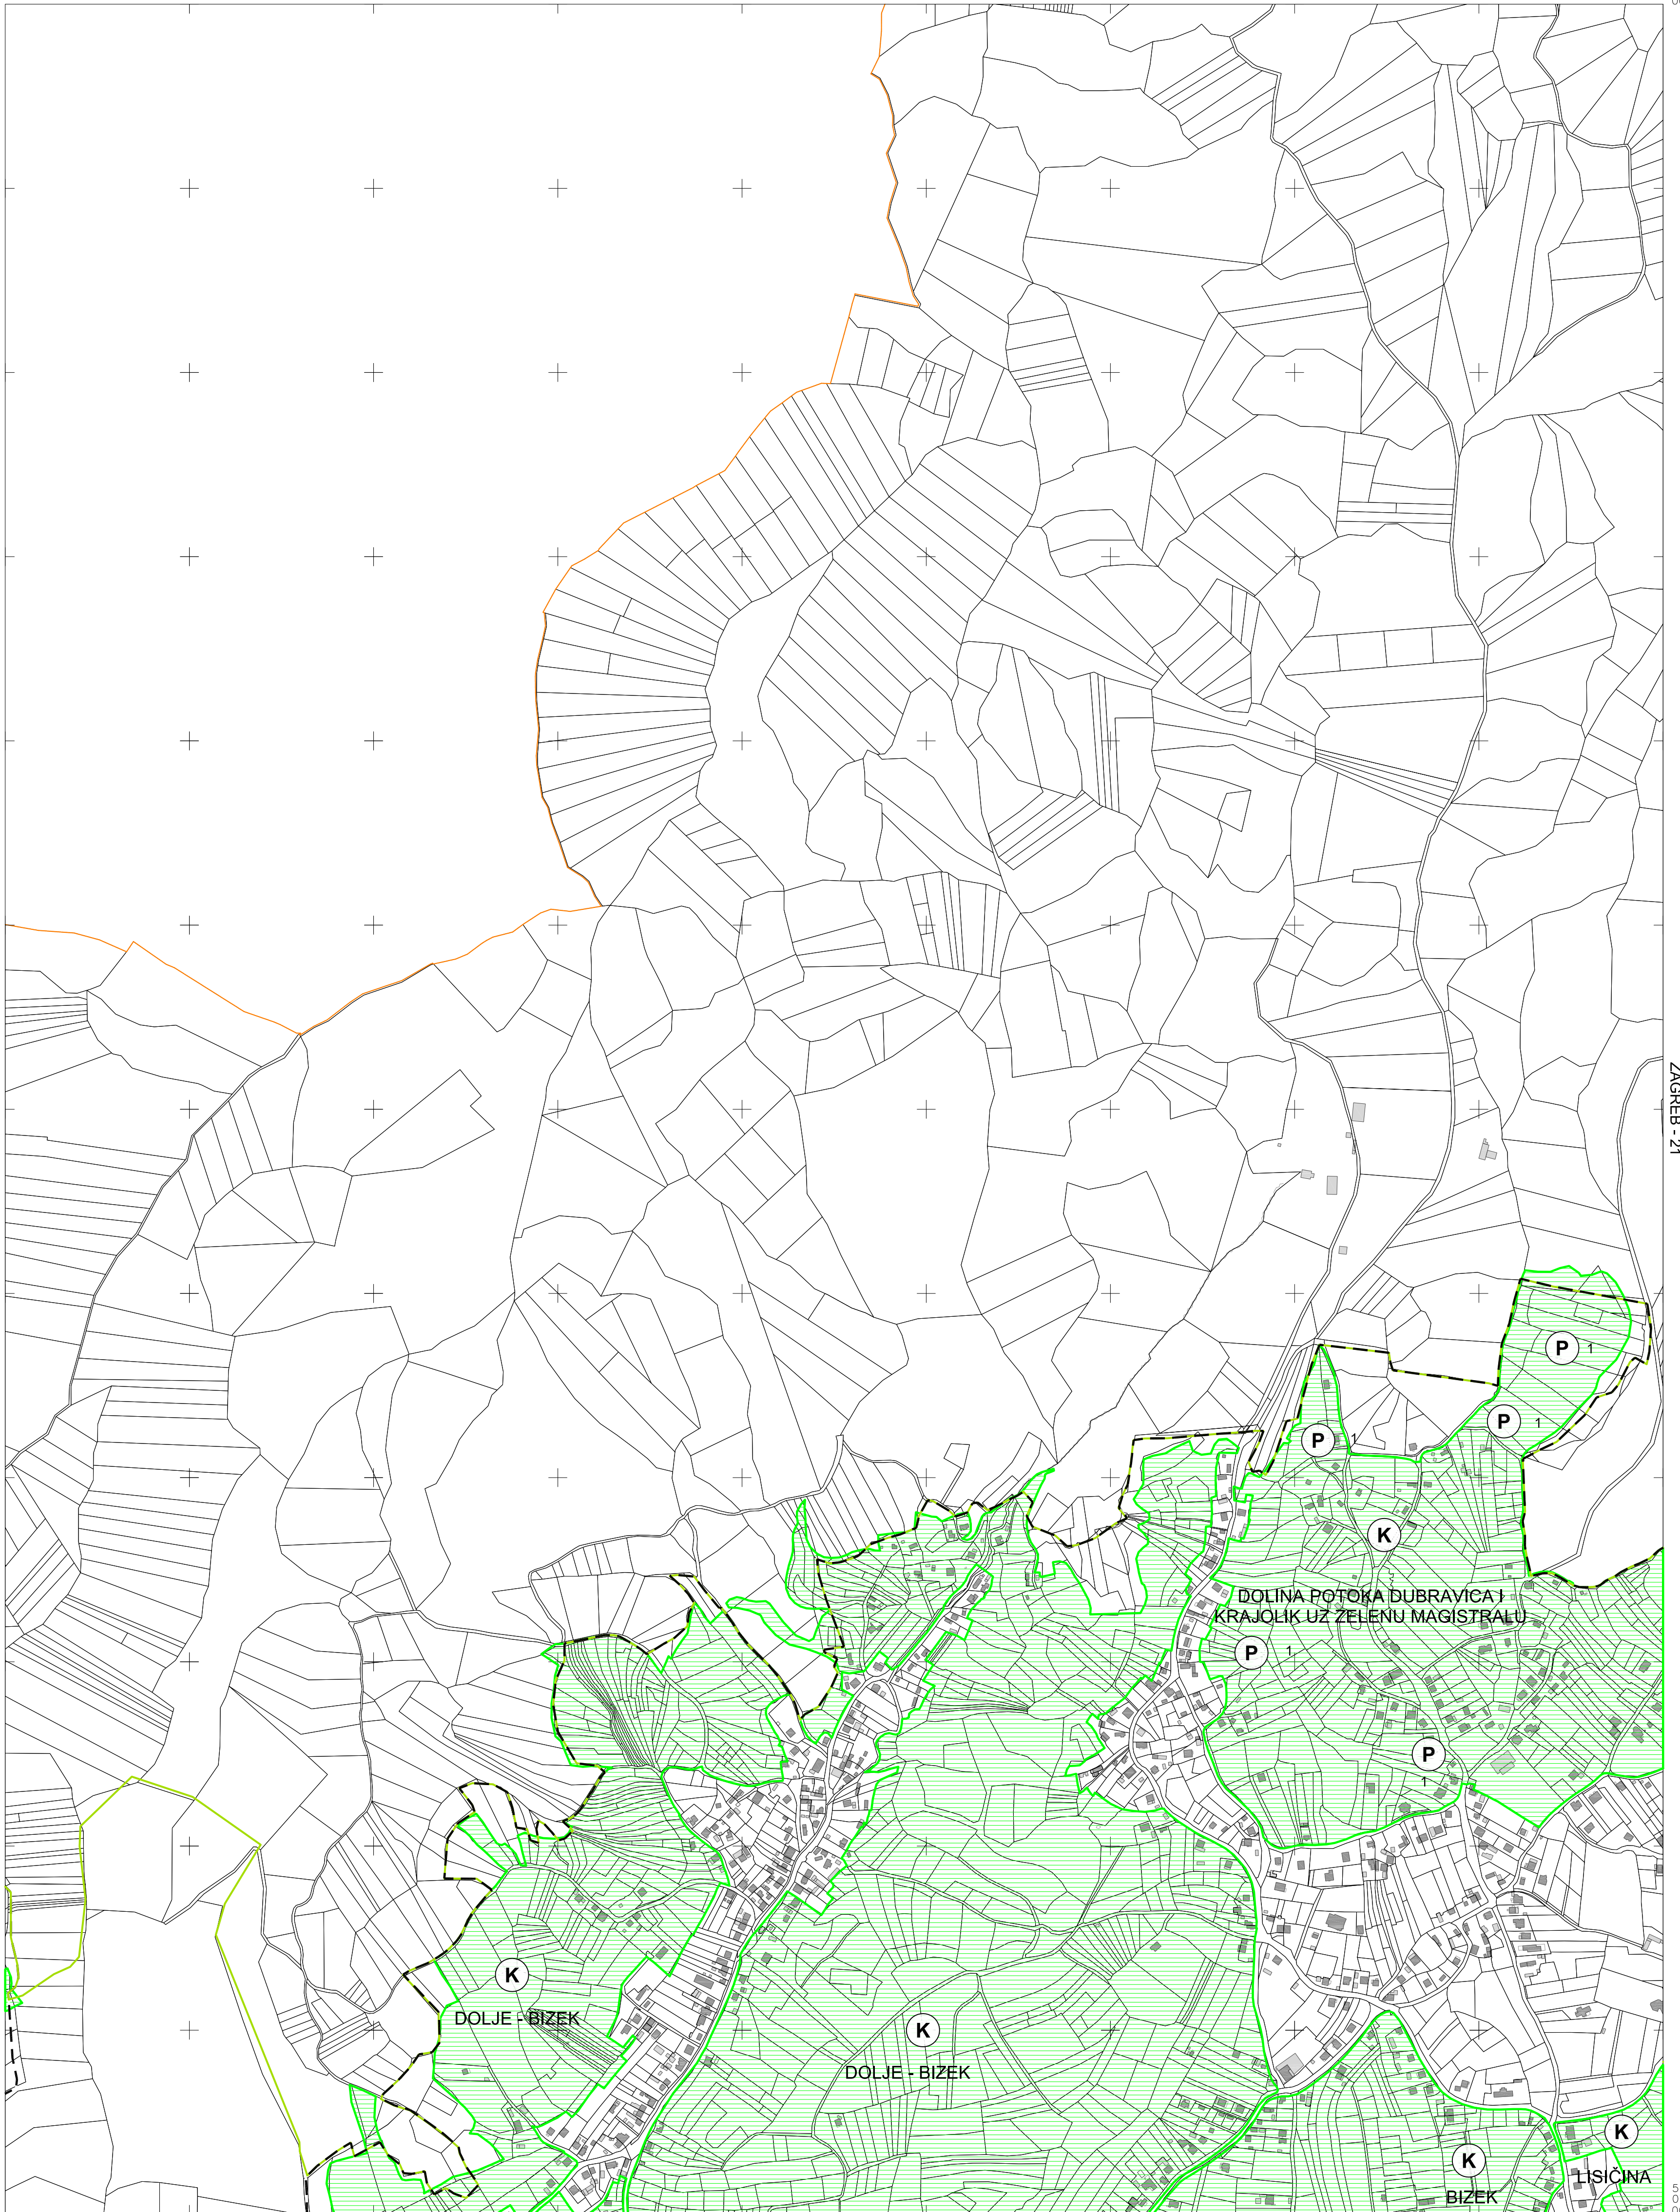 ZAGREB - 21
P 1
P 1
P 1
K
DOLINA POTOKA DUBRAVICA I
KRAJOLIK UZ ZELENU MAGISTRALU
P 1
P
1
K
DOLJE - BIZEK
K
DOLJE - BIZEK
K
K
LISIČINA
BIZEK